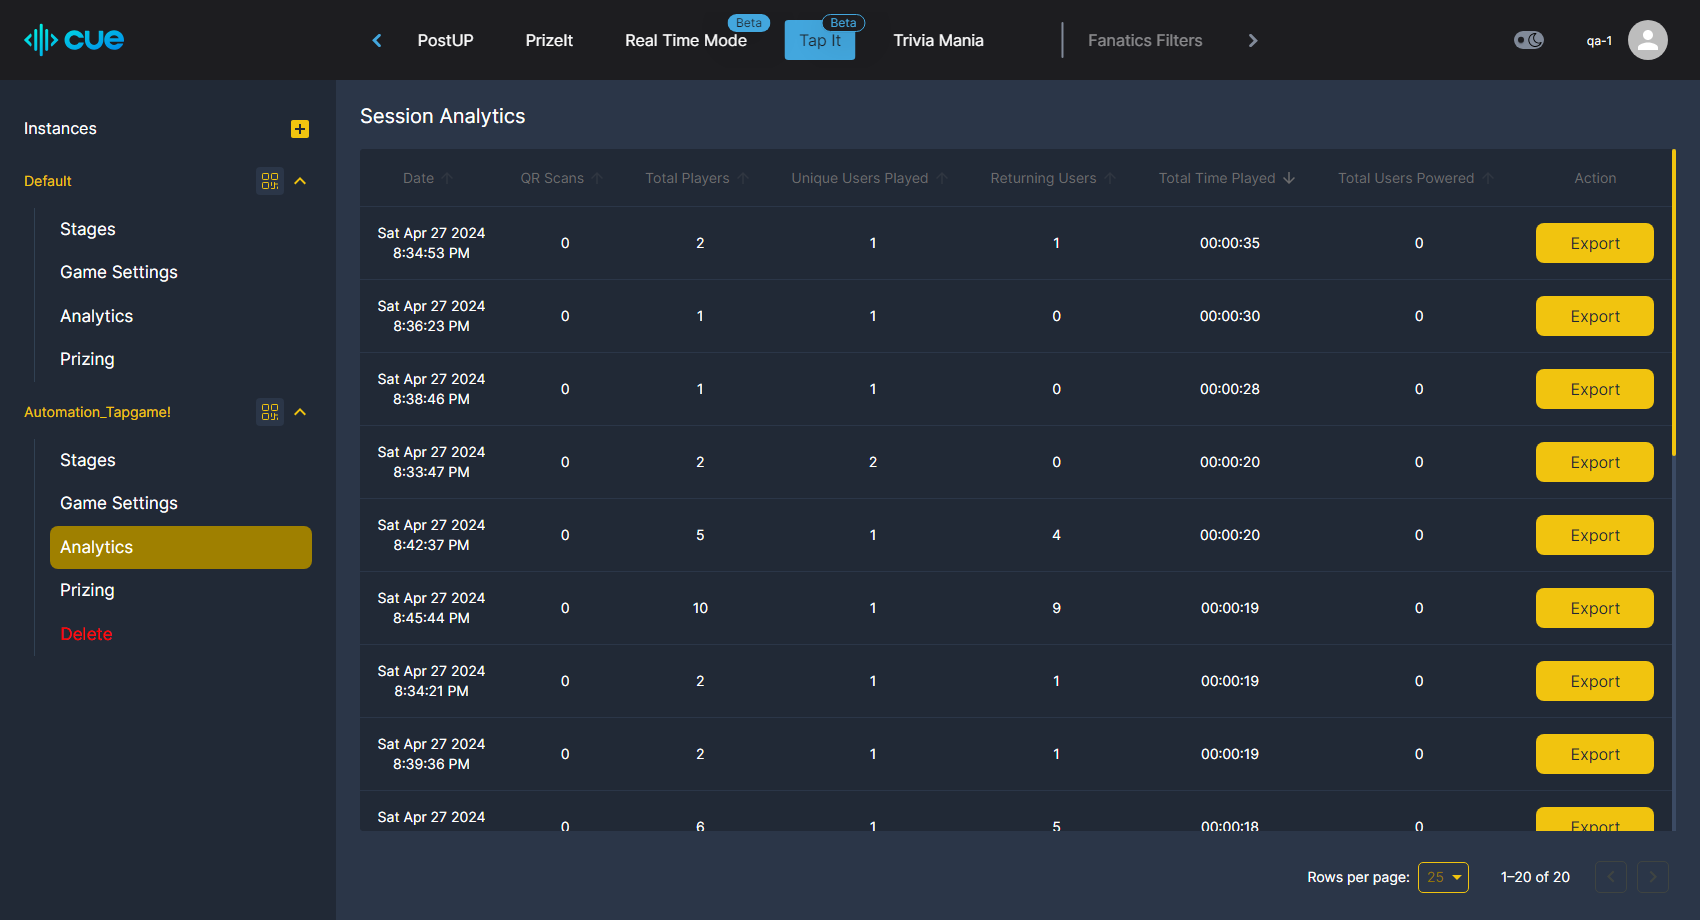 cue
PostUP
PrizeIt
Real Time Mode
Beta
Tap It
Beta
Trivia Mania
Fanatics Filters
qa-1
Instances
Default
Stages
Game Settings
Analytics
Prizing
Automation_Tapgame!
Stages
Game Settings
Analytics
Prizing
Delete
Session Analytics
Date QR Scans Total Players Unique Users Played Returning Users Total Time Played Total Users Powered Action
Sat Apr 27 2024
8:34:53 PM
0 2 1 1 00:00:35 0 Export
Sat Apr 27 2024
8:36:23 PM
0 1 1 0 00:00:30 0 Export
Sat Apr 27 2024
8:38:46 PM
0 1 1 0 00:00:28 0 Export
Sat Apr 27 2024
8:33:47 PM
0 2 2 0 00:00:20 0 Export
Sat Apr 27 2024
8:42:37 PM
0 5 1 4 00:00:20 0 Export
Sat Apr 27 2024
8:45:44 PM
0 10 1 9 00:00:19 0 Export
Sat Apr 27 2024
8:34:21 PM
0 2 1 1 00:00:19 0 Export
Sat Apr 27 2024
8:39:36 PM
0 2 1 1 00:00:19 0 Export
Sat Apr 27 2024
0 6 1 5 00:00:18 0 Export
Rows per page: 25 1–20 of 20